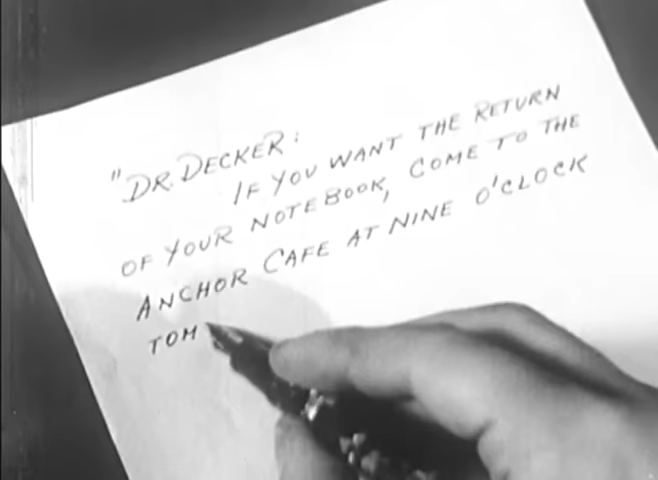 "DR. DECKER:
IF YOU WANT THE RETURN
OF YOUR NOTEBOOK, COME TO THE
ANCHOR CAFE AT NINE O'CLOCK
TOM